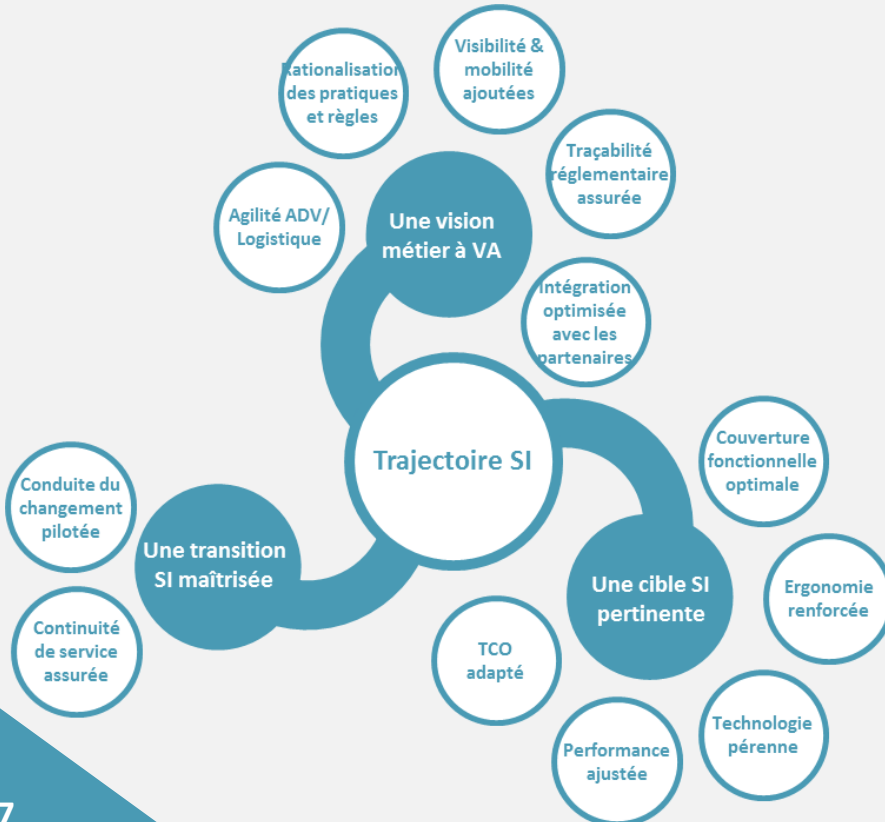 Visibilité &
mobilité
ajoutées
Rationalisation
des pratiques
et règles
Traçabilité
réglementaire
assurée
Agilité ADV/
Logistique
Une vision
métier à VA
Intégration
optimisée
avec les
partenaires
Trajectoire SI
Couverture
fonctionnelle
optimale
Conduite du
changement
pilotée
Une transition
SI maîtrisée
Une cible SI
pertinente
Ergonomie
renforcée
Continuité
de service
assurée
TCO
adapté
Technologie
pérenne
Performance
ajustée
7